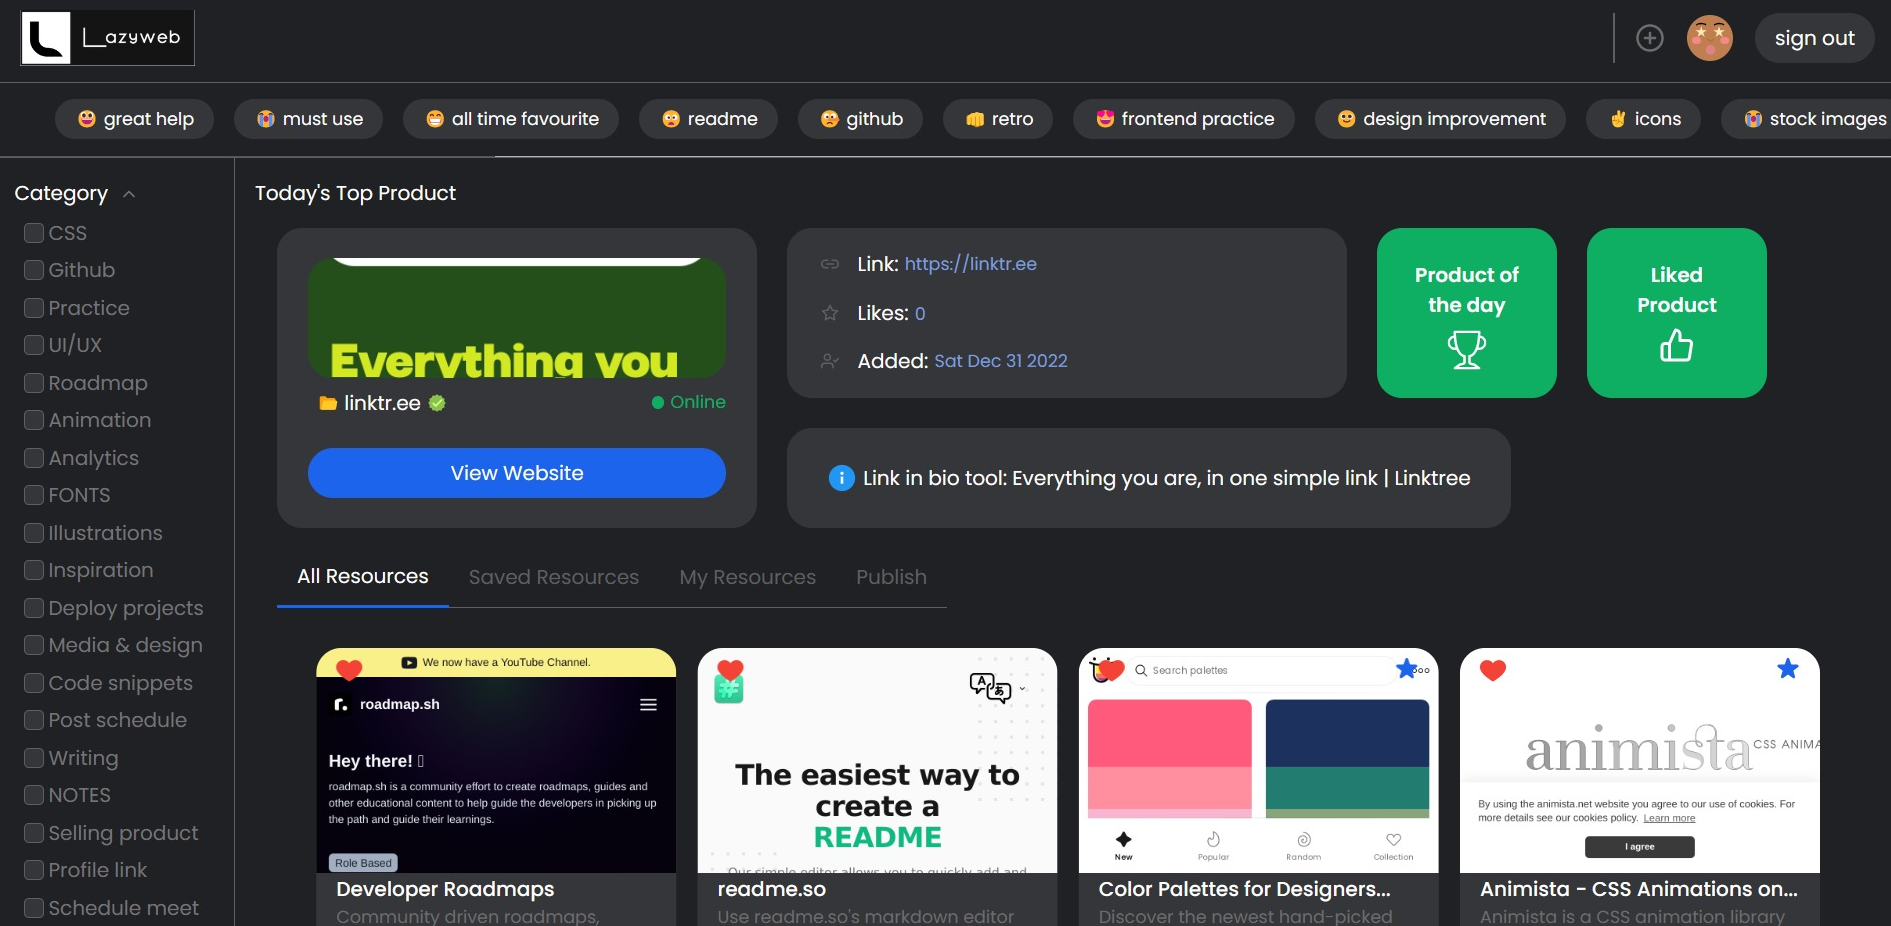 Lazyweb
sign out
great help
must use
all time favourite
readme
github
retro
frontend practice
design improvement
icons
stock images
Category
CSS
Github
Practice
UI/UX
Roadmap
Animation
Analytics
FONTS
Illustrations
Inspiration
Deploy projects
Media & design
Code snippets
Post schedule
Writing
NOTES
Selling product
Profile link
Schedule meet
Today's Top Product
Everything you
linktr.ee
Online
View Website
Link: https://linktr.ee
Likes: 0
Added: Sat Dec 31 2022
Product of
the day
Liked
Product
Link in bio tool: Everything you are, in one simple link | Linktree
All Resources
Saved Resources
My Resources
Publish
We now have a YouTube Channel.
roadmap.sh
Hey there!
roadmap.sh is a community effort to create roadmaps, guides and
other educational content to help guide the developers in picking up
the path and guide their learnings.
Role Based
Developer Roadmaps
Community driven roadmaps,
The easiest way to
create a
README
Our simple editor allows you to quickly add and
readme.so
Use readme.so's markdown editor
Search palettes
New
Popular
Random
Collection
Color Palettes for Designers...
Discover the newest hand-picked
animista
CSS ANIMA
By using the animista.net website you agree to our use of cookies. For
more details see our cookies policy. Learn more
I agree
Animista - CSS Animations on...
Animista is a CSS animation library